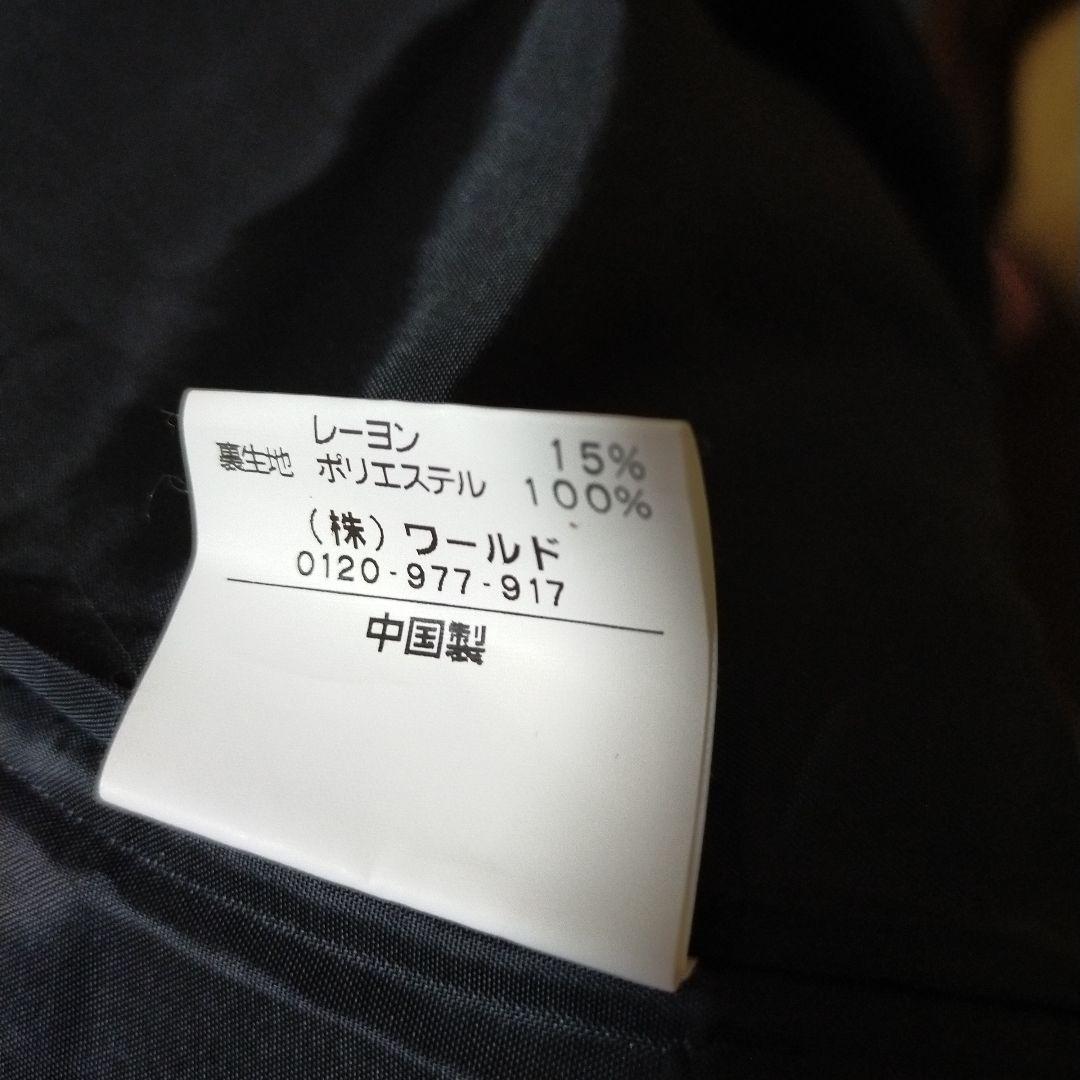 レーヨン 15%
裏生地 ポリエステル 100%
(株) ワールド
0120-977-917
中国製